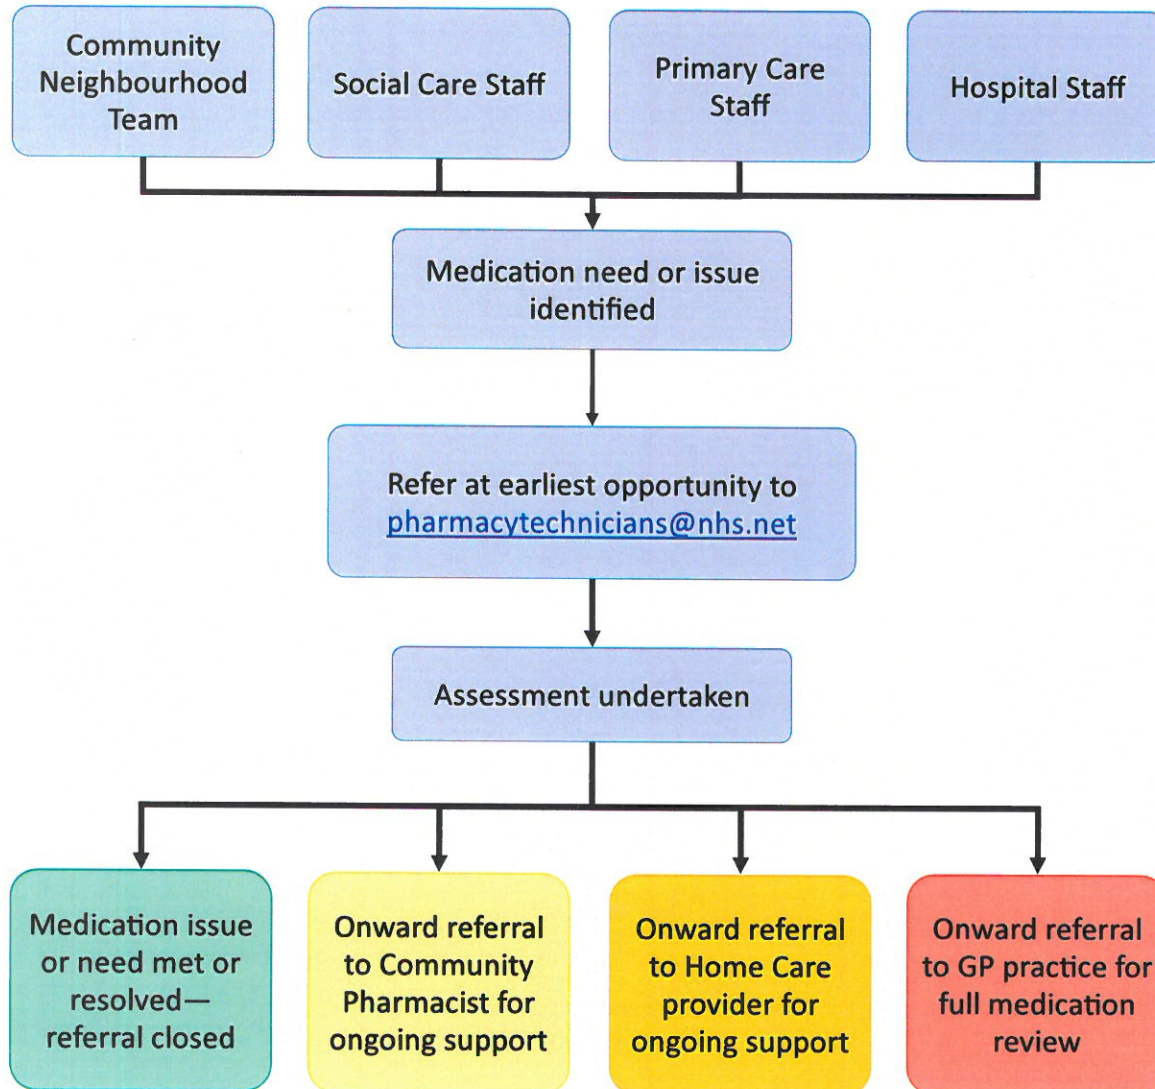 Community
Neighbourhood
Team
Social Care Staff
Primary Care
Staff
Hospital Staff
Medication need or issue
identified
Refer at earliest opportunity to
pharmacytechnicians@nhs.net
Assessment undertaken
Medication issue
or need met or
resolved—
referral closed
Onward referral
to Community
Pharmacist for
ongoing support
Onward referral
to Home Care
provider for
ongoing support
Onward referral
to GP practice for
full medication
review